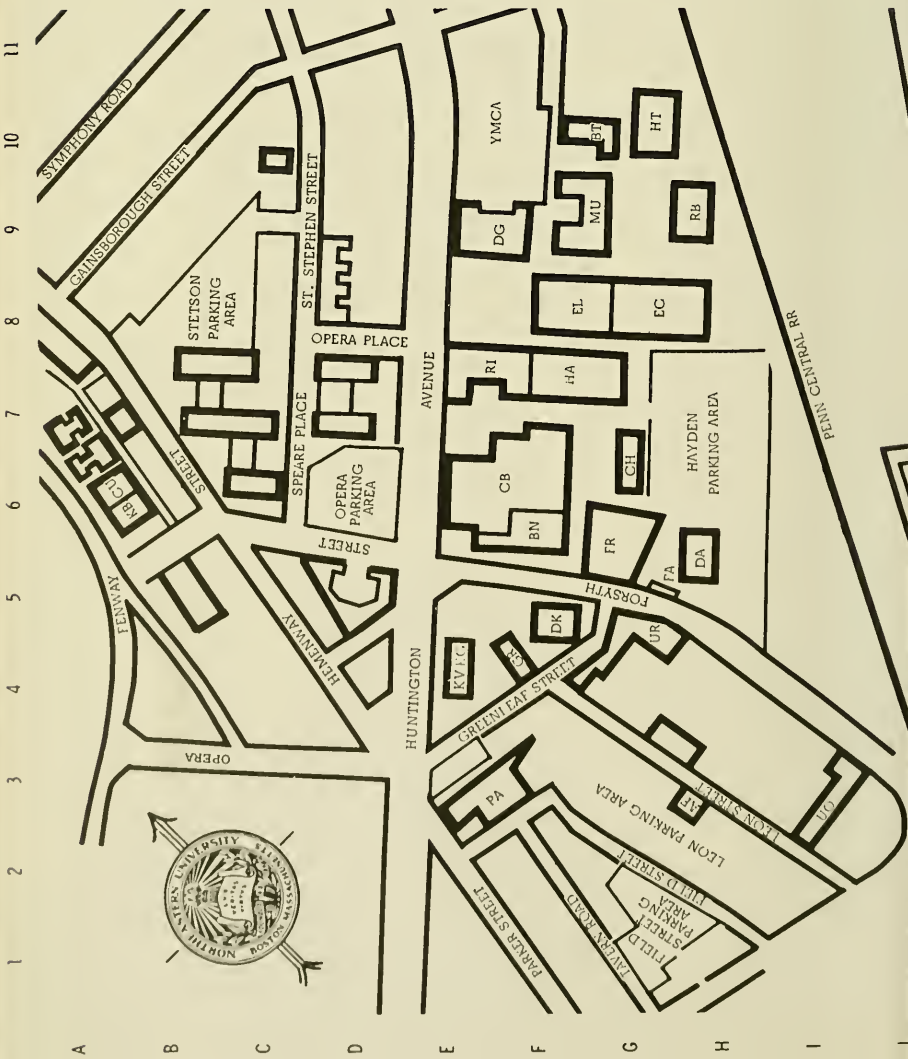 11
10
9
8
7
6
5
4
3
2
1
A
B
C
D
E
F
G
H
I
J
SYMPHONY ROAD
GAINSBOROUGH STREET
ST. STEPHEN STREET
STETSON
PARKING
AREA
OPERA PLACE
SPEARE PLACE
OPERA
PARKING
AREA
STREET
STREET
KB
CU
FENWAY
HEMENWAY
OPERA
HUNTINGTON
AVENUE
YMCA
BT
HT
DG
MU
RB
EL
EC
RI
HA
CB
BN
CH
HAYDEN
PARKING AREA
PENN CENTRAL RR
FR
FA
DA
FORSYTH
UR
DK
GR
KV
GREENLEAF STREET
PA
LEON PARKING AREA
AF
LEON STREET
UO
FIELD STREET
FIELD
STREET
PARKING
AREA
TAVERN ROAD
PARKER STREET
NORTHEASTERN UNIVERSITY
BOSTON MASSACHUSETTS